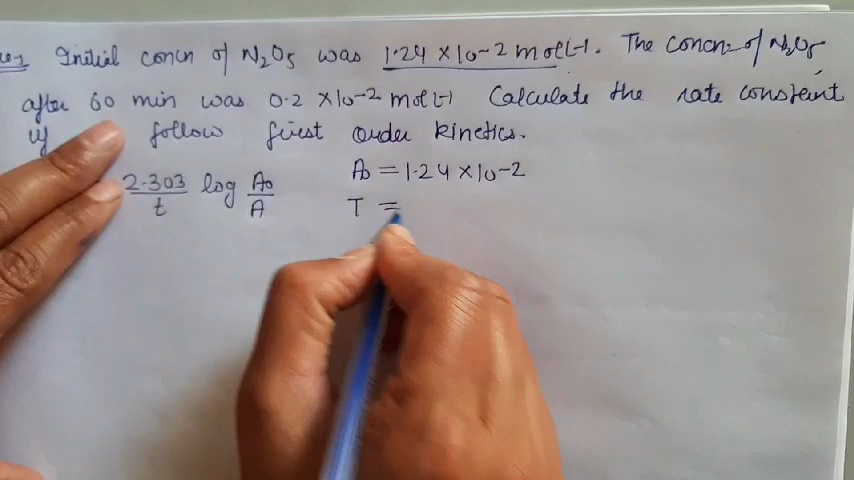 Initial concn of N2O5 was 1.24 × 10-2 mol L-1. The concn of N2O5
after 60 min was 0.2 × 10-2 mol L-1 Calculate the rate constant
if follow first order kinetics.
2.303/t log A0/A
A0 = 1.24 × 10-2
T =